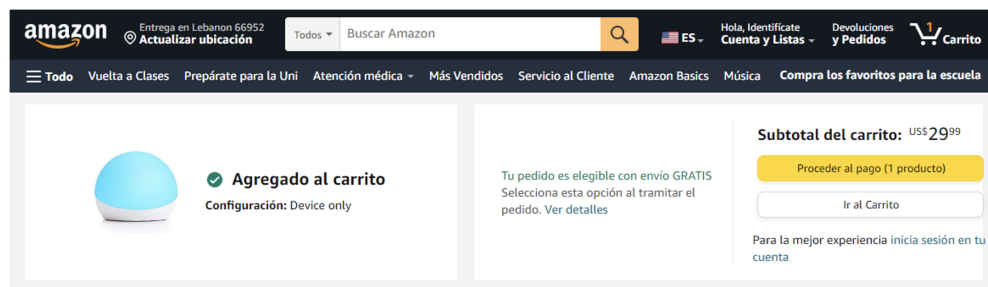 amazon
Entrega en Lebanon 66952
Actualizar ubicación
Todos
Buscar Amazon
ES
Hola, Identifícate
Cuenta y Listas
Devoluciones
y Pedidos
1
Carrito
Todo
Vuelta a Clases
Prepárate para la Uni
Atención médica
Más Vendidos
Servicio al Cliente
Amazon Basics
Música
Compra los favoritos para la escuela
Agregado al carrito
Configuración: Device only
Tu pedido es elegible con envío GRATIS
Selecciona esta opción al tramitar el
pedido. Ver detalles
Subtotal del carrito: US$29⁹⁹
Proceder al pago (1 producto)
Ir al Carrito
Para la mejor experiencia inicia sesión en tu
cuenta